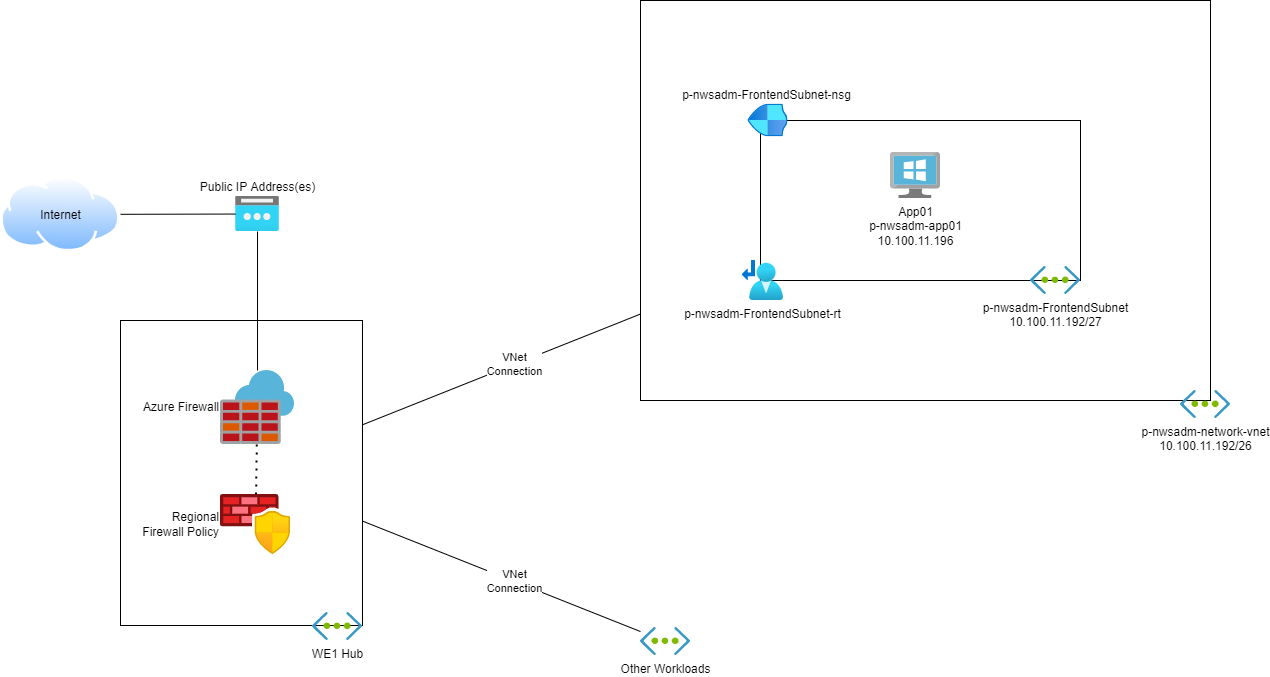 p-nwsadm-FrontendSubnet-nsg
App01
p-nwsadm-app01
10.100.11.196
Public IP Address(es)
Internet
p-nwsadm-FrontendSubnet-rt
p-nwsadm-FrontendSubnet
10.100.11.192/27
VNet
Connection
Azure Firewall
p-nwsadm-network-vnet
10.100.11.192/26
Regional
Firewall Policy
VNet
Connection
WE1 Hub
Other Workloads